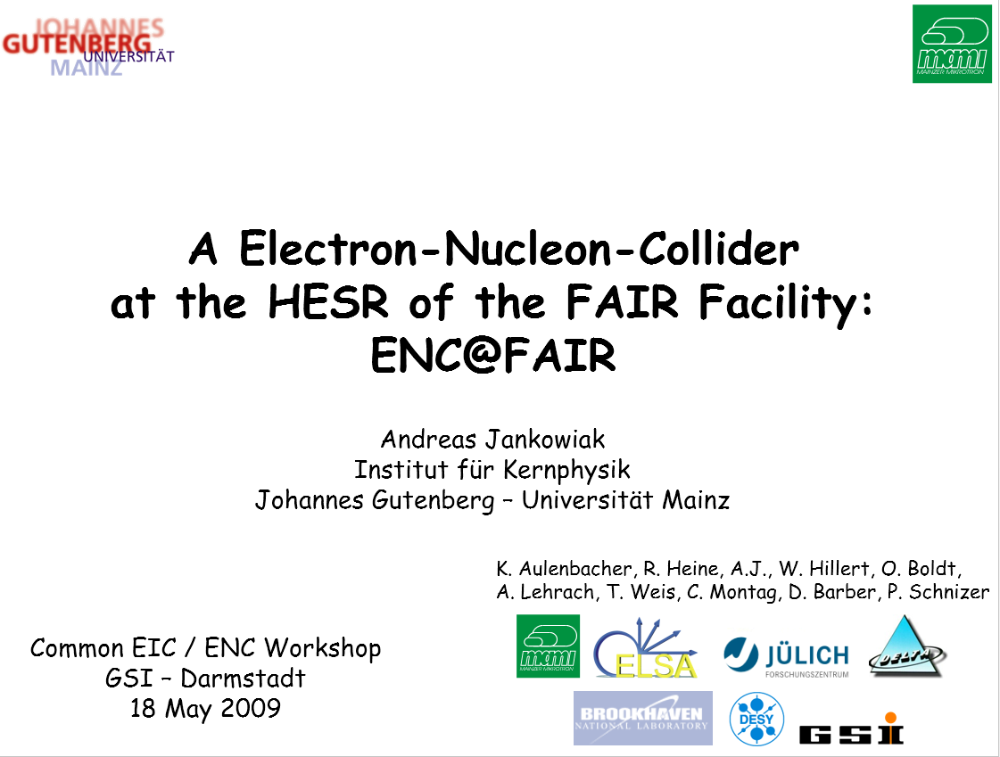 JOHANNES
GUTENBERG
UNIVERSITÄT
MAINZ
mami
MAINZER MIKROTRON
A Electron-Nucleon-Collider
at the HESR of the FAIR Facility:
ENC@FAIR
Andreas Jankowiak
Institut für Kernphysik
Johannes Gutenberg – Universität Mainz
K. Aulenbacher, R. Heine, A.J., W. Hillert, O. Boldt,
A. Lehrach, T. Weis, C. Montag, D. Barber, P. Schnizer
Common EIC / ENC Workshop
GSI – Darmstadt
18 May 2009
mami
MAINZER MIKROTRON
ELSA
JÜLICH
FORSCHUNGSZENTRUM
DELTA
BROOKHAVEN
NATIONAL LABORATORY
DESY
GSI